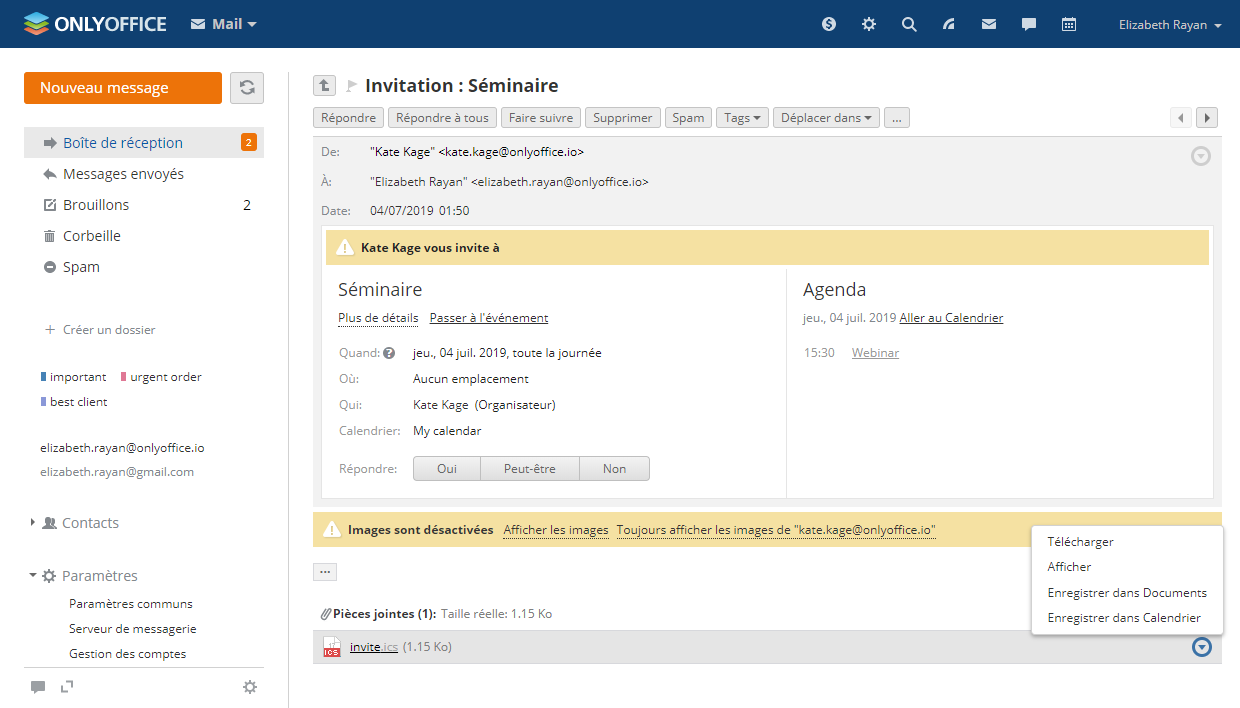 ONLYOFFICE Mail Elizabeth Rayan
Nouveau message
Boîte de réception 2
Messages envoyés
Brouillons 2
Corbeille
Spam
Créer un dossier
important urgent order
best client
elizabeth.rayan@onlyoffice.io
elizabeth.rayan@gmail.com
Contacts
Paramètres
Paramètres communs
Serveur de messagerie
Gestion des comptes
Invitation : Séminaire
Répondre Répondre à tous Faire suivre Supprimer Spam Tags Déplacer dans ...
De: "Kate Kage" <kate.kage@onlyoffice.io>
À: "Elizabeth Rayan" <elizabeth.rayan@onlyoffice.io>
Date: 04/07/2019 01:50
Kate Kage vous invite à
Séminaire
Plus de détails Passer à l'événement
Quand: ? jeu., 04 juil. 2019, toute la journée
Où: Aucun emplacement
Qui: Kate Kage (Organisateur)
Calendrier: My calendar
Répondre: Oui Peut-être Non
Agenda
jeu., 04 juil. 2019 Aller au Calendrier
15:30 Webinar
Images sont désactivées Afficher les images Toujours afficher les images de "kate.kage@onlyoffice.io"
...
Télécharger
Afficher
Enregistrer dans Documents
Enregistrer dans Calendrier
Pièces jointes (1): Taille réelle: 1.15 Ko
ICS invite.ics (1.15 Ko)